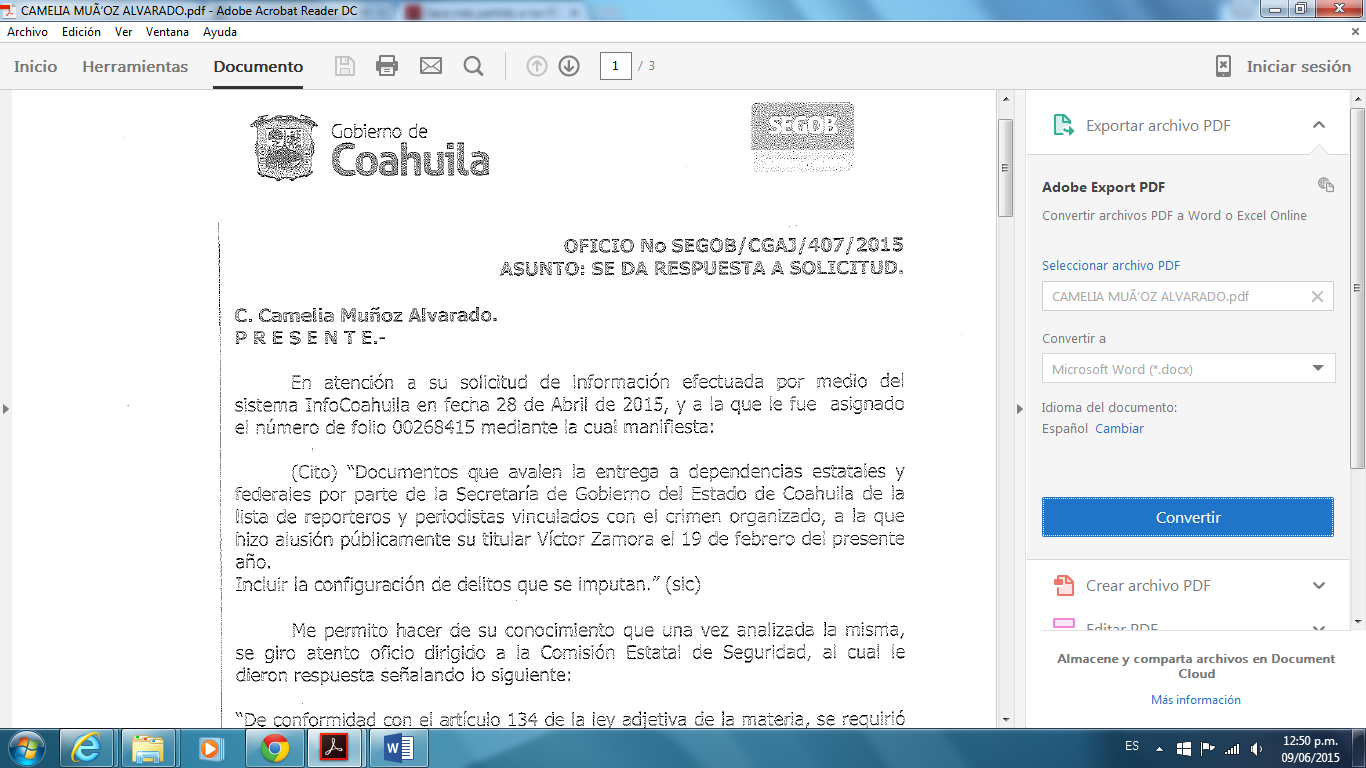 CAMELIA MUÃ'OZ ALVARADO.pdf - Adobe Acrobat Reader DC
Archivo Edición Ver Ventana Ayuda
Inicio Herramientas Documento 1 / 3 Iniciar sesión
Gobierno de
Coahuila
SEGOB
OFICIO No SEGOB/CGAJ/407/2015
ASUNTO: SE DA RESPUESTA A SOLICITUD.
C. Camelia Muñoz Alvarado.
P R E S E N T E.-
En atención a su solicitud de información efectuada por medio del
sistema InfoCoahuila en fecha 28 de Abril de 2015, y a la que le fue asignado
el número de folio 00268415 mediante la cual manifiesta:
(Cito) "Documentos que avalen la entrega a dependencias estatales y
federales por parte de la Secretaría de Gobierno del Estado de Coahuila de la
lista de reporteros y periodistas vinculados con el crimen organizado, a la que
hizo alusión públicamente su titular Víctor Zamora el 19 de febrero del presente
año.
Incluir la configuración de delitos que se imputan." (sic)
Me permito hacer de su conocimiento que una vez analizada la misma,
se giro atento oficio dirigido a la Comisión Estatal de Seguridad, al cual le
dieron respuesta señalando lo siguiente:
"De conformidad con el artículo 134 de la ley adjetiva de la materia, se requirió
Exportar archivo PDF
Adobe Export PDF
Convertir archivos PDF a Word o Excel Online
Seleccionar archivo PDF
CAMELIA MUÃ'OZ ALVARADO.pdf
Convertir a
Microsoft Word (*.docx)
Idioma del documento:
Español Cambiar
Convertir
Crear archivo PDF
Editar PDF
Almacene y comparta archivos en Document
Cloud
Más información
ES
12:50 p.m.
09/06/2015